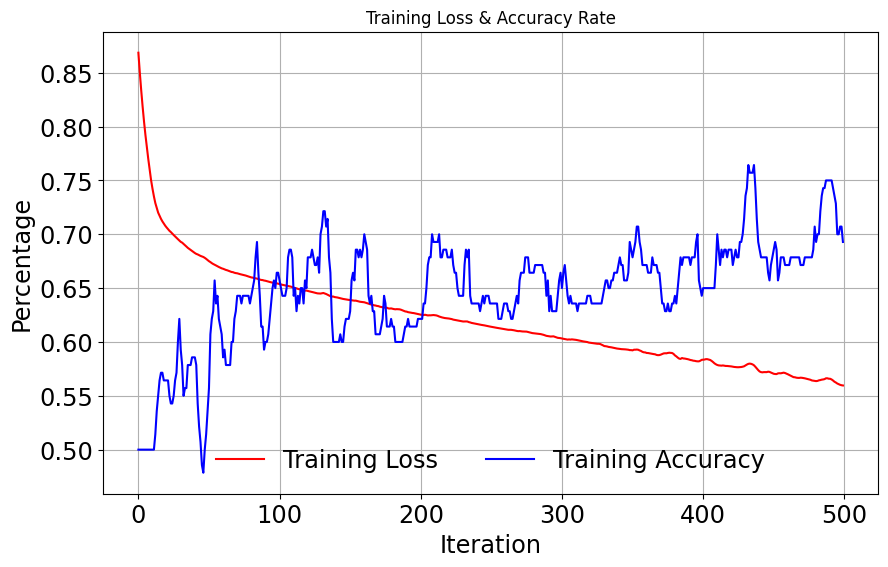 Training Loss & Accuracy Rate
0.85
0.80
0.75
0.70
0.65
0.60
0.55
0.50
Percentage
Training Loss
Training Accuracy
0 100 200 300 400 500
Iteration